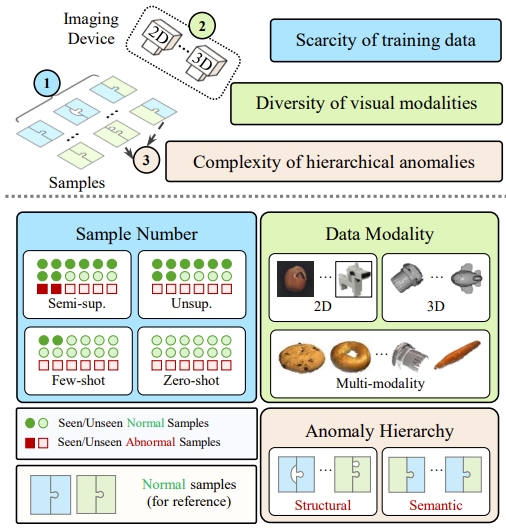 Imaging
Device
2D
...
3D
2
1
3
Samples
Scarcity of training data
Diversity of visual modalities
Complexity of hierarchical anomalies
Sample Number
Semi-sup.
Unsup.
Few-shot
Zero-shot
Seen/Unseen Normal Samples
Seen/Unseen Abnormal Samples
Normal samples
(for reference)
Data Modality
...
2D
...
3D
...
Multi-modality
Anomaly Hierarchy
...
Structural
...
Semantic